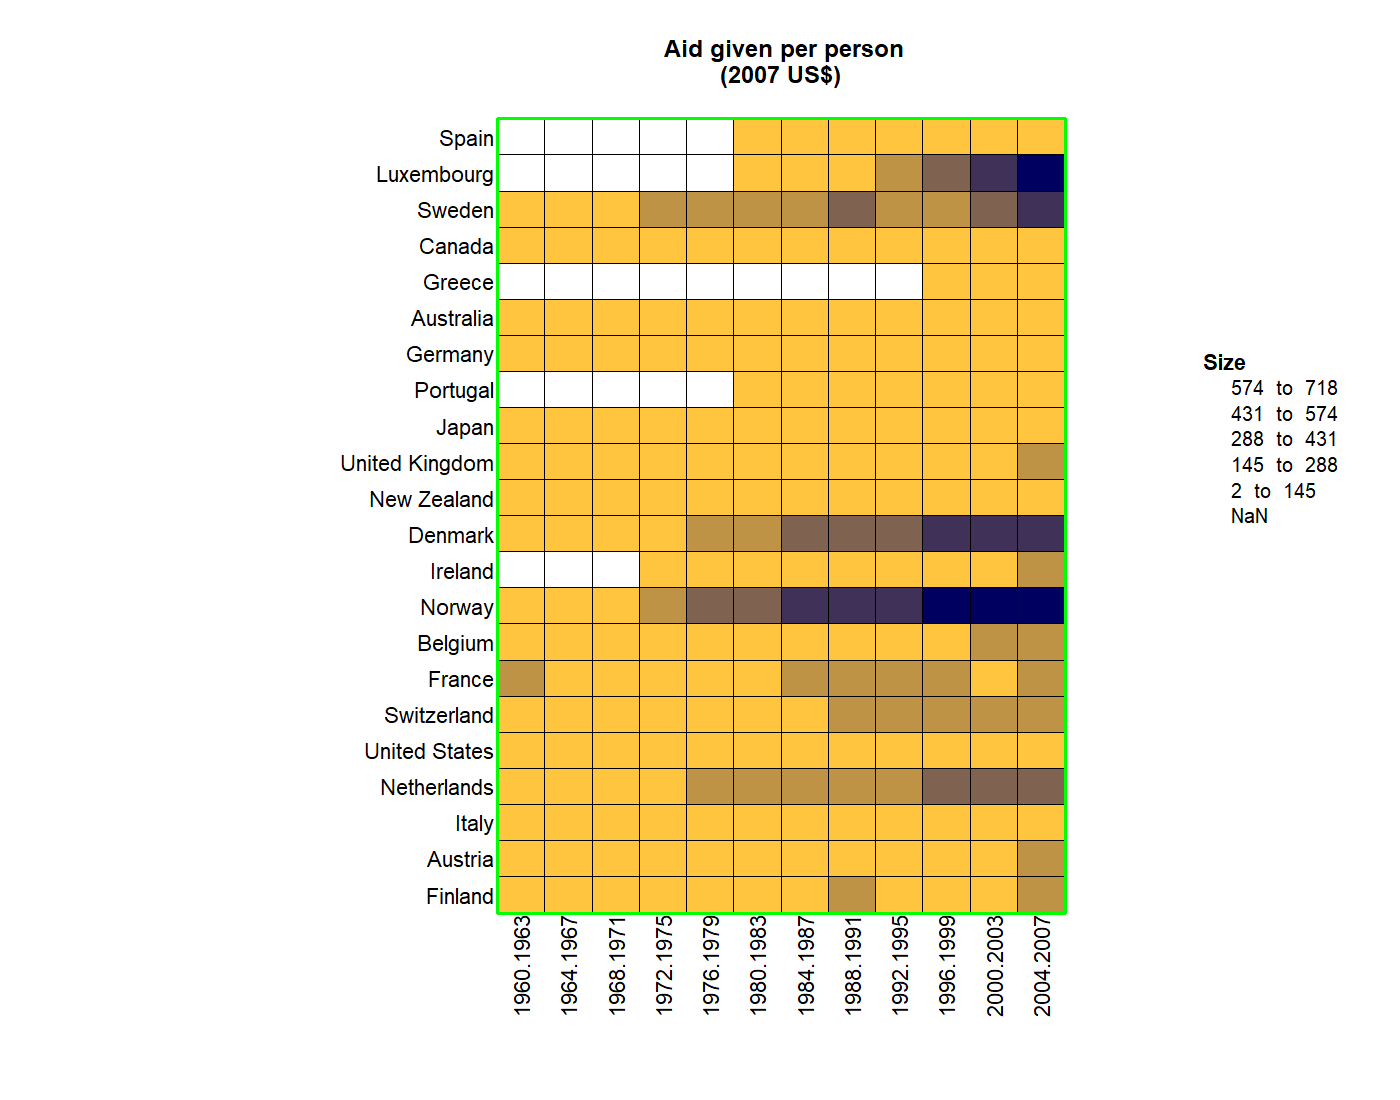 Aid given per person
(2007 US$)
Spain
Luxembourg
Sweden
Canada
Greece
Australia
Germany
Portugal
Japan
United Kingdom
New Zealand
Denmark
Ireland
Norway
Belgium
France
Switzerland
United States
Netherlands
Italy
Austria
Finland
1960.1963
1964.1967
1968.1971
1972.1975
1976.1979
1980.1983
1984.1987
1988.1991
1992.1995
1996.1999
2000.2003
2004.2007
Size
574 to 718
431 to 574
288 to 431
145 to 288
2 to 145
NaN